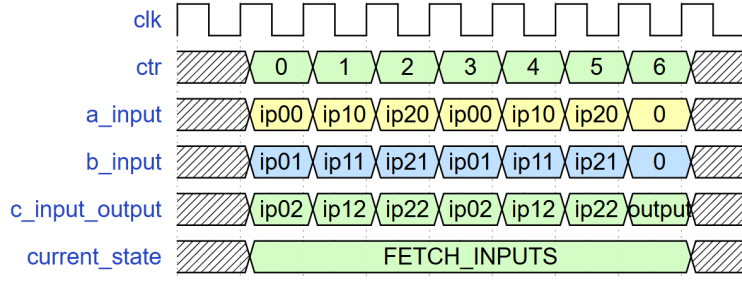 clk
ctr 0 1 2 3 4 5 6
a_input ip00 ip10 ip20 ip00 ip10 ip20 0
b_input ip01 ip11 ip21 ip01 ip11 ip21 0
c_input_output ip02 ip12 ip22 ip02 ip12 ip22 output
current_state FETCH_INPUTS